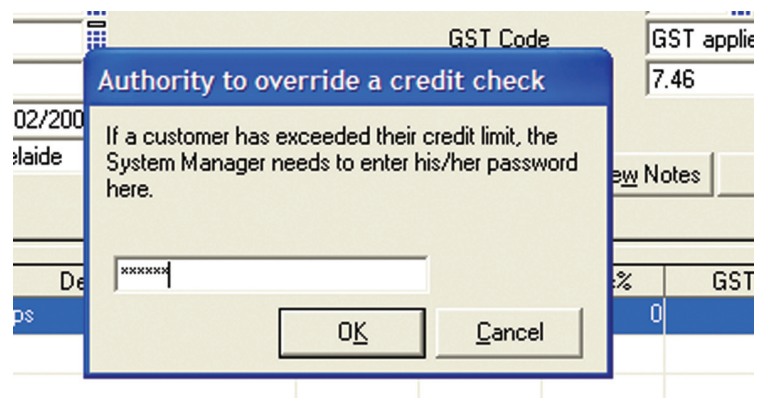 GST Code
GST applie
Authority to override a credit check
7.46
02/200
elaide
If a customer has exceeded their credit limit, the
System Manager needs to enter his/her password
here.
ew Notes
xxxxxx
De
%
GST
ps
0
OK
Cancel